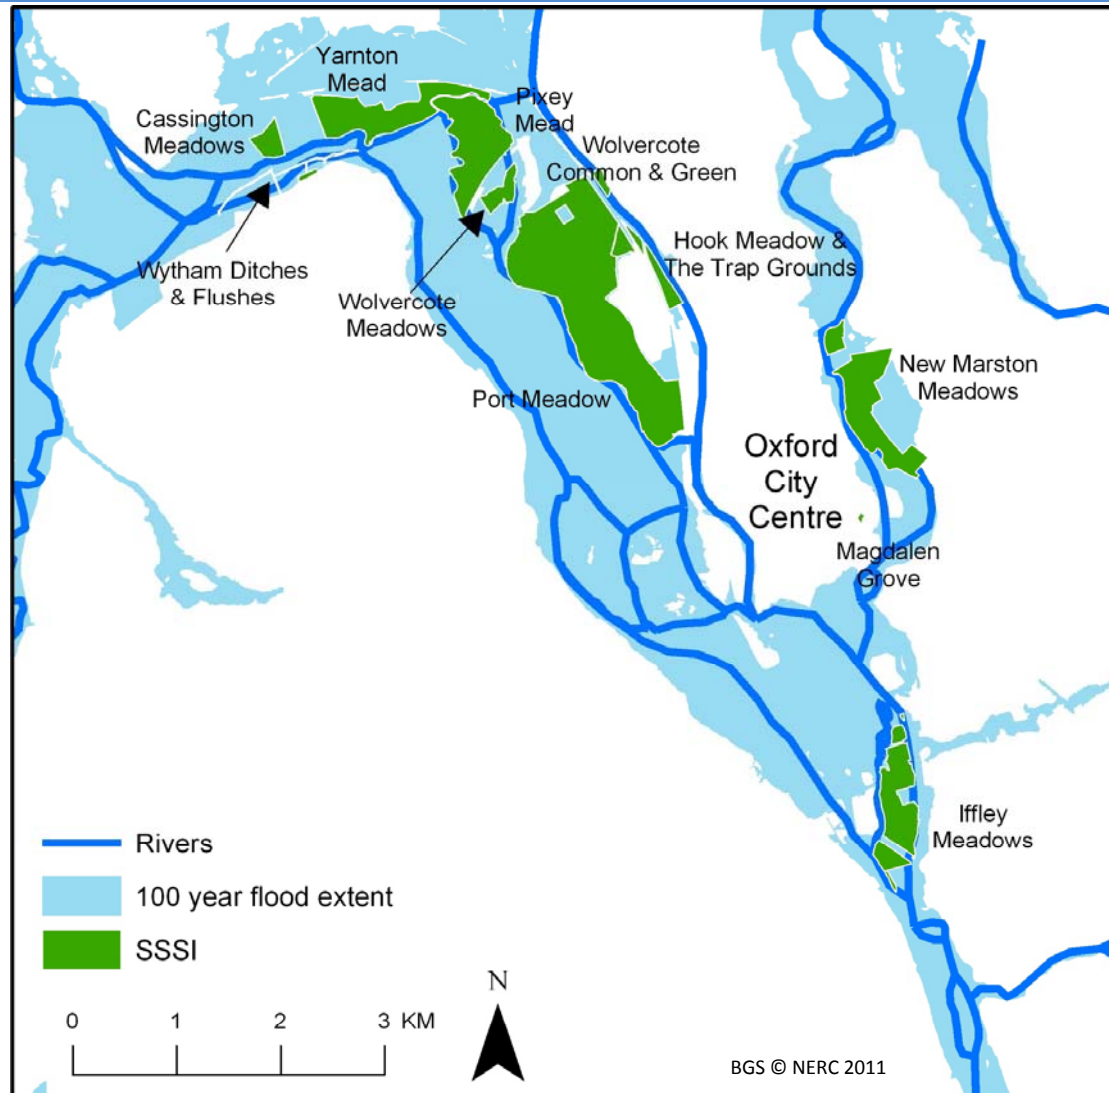 Yarnton
Mead
Cassington
Meadows
Pixey
Mead
Wolvercote
Common & Green
Hook Meadow &
The Trap Grounds
Wytham Ditches
& Flushes
Wolvercote
Meadows
New Marston
Meadows
Port Meadow
Oxford
City
Centre
Magdalen
Grove
Iffley
Meadows
Rivers
100 year flood extent
SSSI
N
0 1 2 3 KM
BGS © NERC 2011